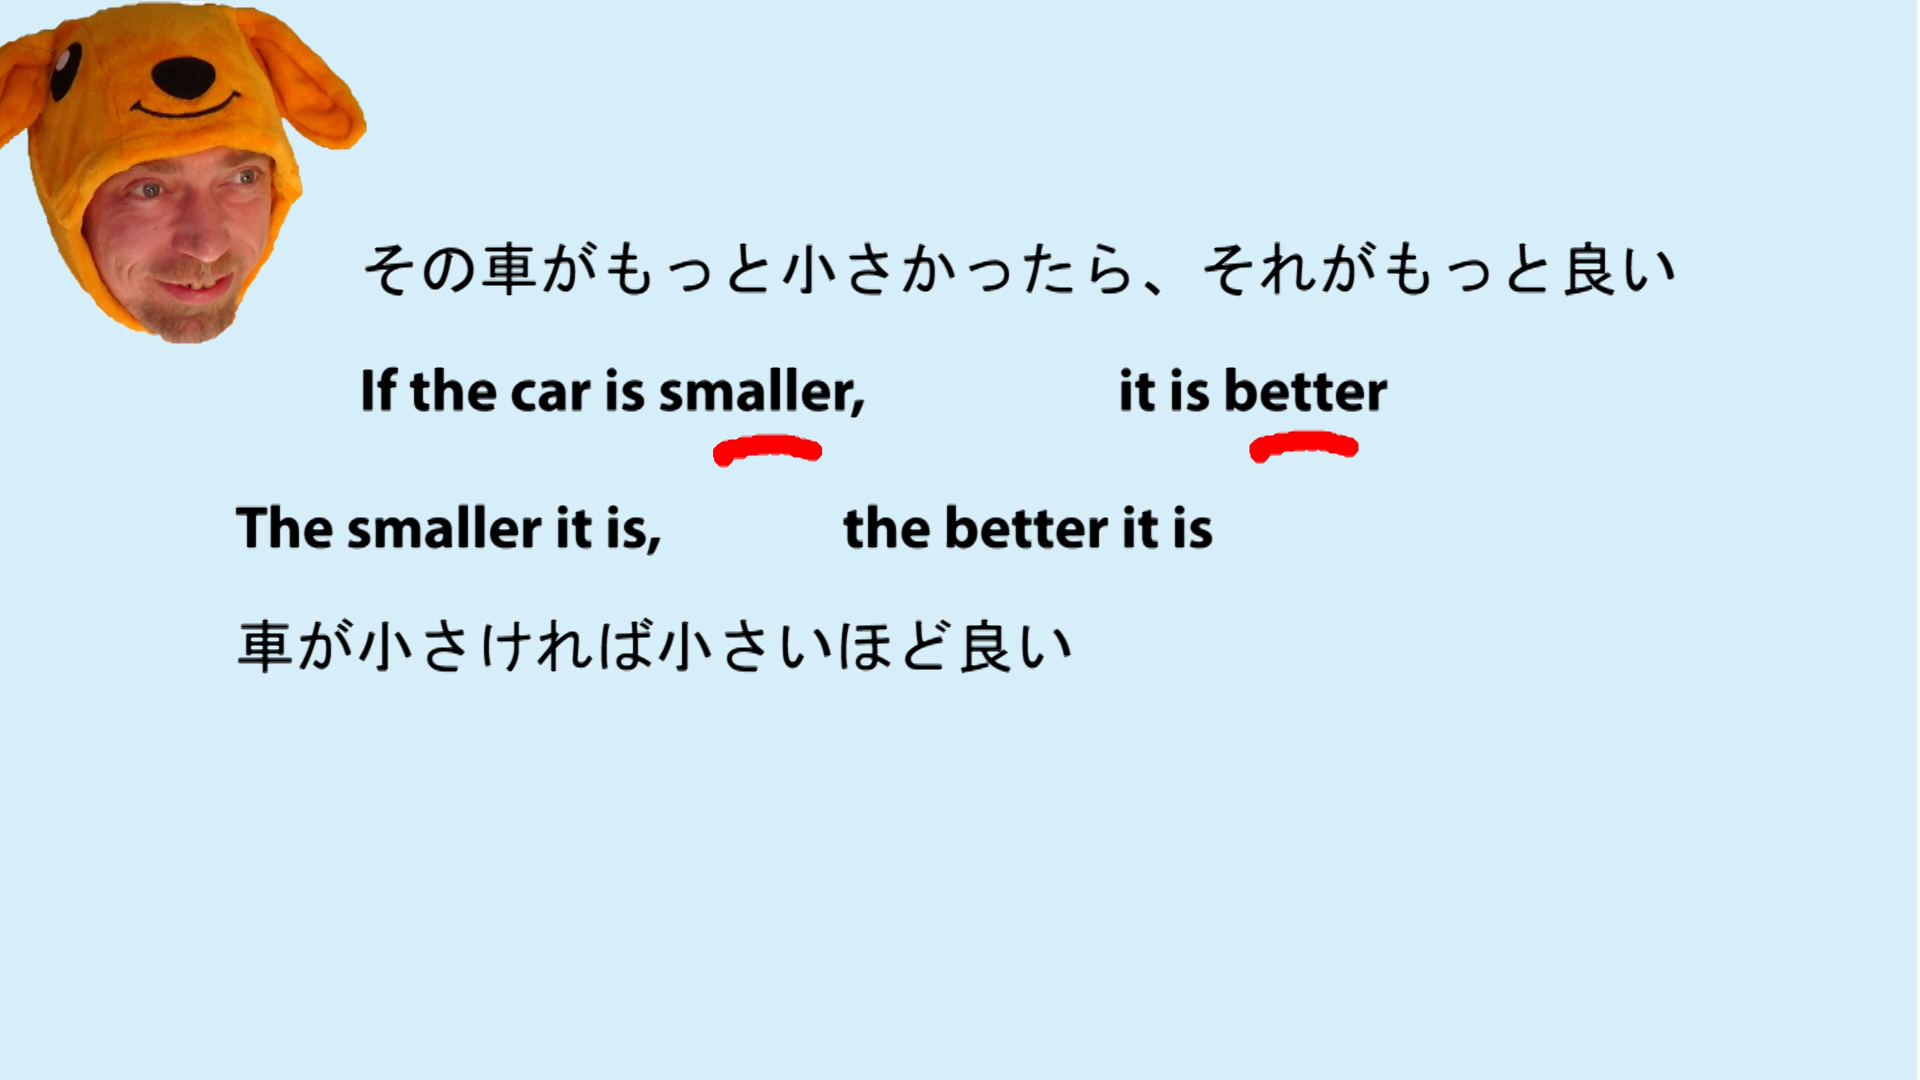 その車がもっと小さかったら、それがもっと良い
If the car is smaller, it is better
The smaller it is, the better it is
車が小さければ小さいほど良い